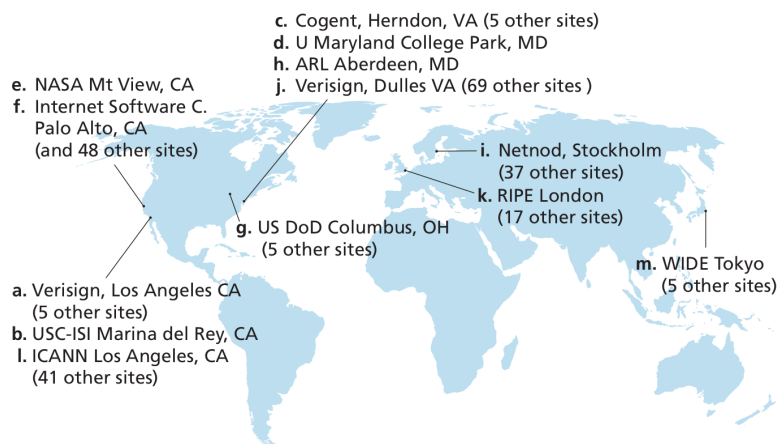 c. Cogent, Herndon, VA (5 other sites)
d. U Maryland College Park, MD
h. ARL Aberdeen, MD
j. Verisign, Dulles VA (69 other sites )
e. NASA Mt View, CA
f. Internet Software C.
Palo Alto, CA
(and 48 other sites)
i. Netnod, Stockholm
(37 other sites)
k. RIPE London
(17 other sites)
g. US DoD Columbus, OH
(5 other sites)
m. WIDE Tokyo
(5 other sites)
a. Verisign, Los Angeles CA
(5 other sites)
b. USC-ISI Marina del Rey, CA
l. ICANN Los Angeles, CA
(41 other sites)